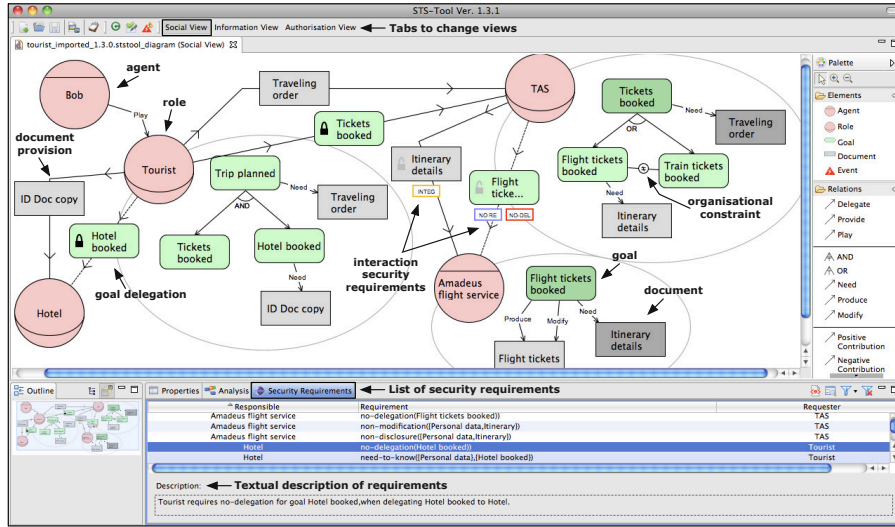 STS-Tool Ver. 1.3.1
Social View Information View Authorisation View Tabs to change views
tourist_imported_1.3.0.ststool_diagram (Social View)
agent
Bob
Play
role
document
provision
Tourist
ID Doc copy
Hotel
booked
goal delegation
Hotel
Traveling
order
Tickets
booked
Trip planned
Need
Traveling
order
AND
Tickets
booked
Hotel booked
Need
ID Doc copy
TAS
Itinerary
details
INTEG
Flight
ticke...
NO-RE
NO-DEL
interaction
security
requirements
Amadeus
flight service
Tickets
booked
Need
Traveling
order
OR
Flight tickets
booked
Train tickets
booked
Need
Itinerary
details
organisational
constraint
goal
Flight tickets
booked
Produce
Modify
Need
document
Flight tickets
Itinerary
details
Palette
Elements
Agent
Role
Goal
Document
Event
Relations
Delegate
Provide
Play
AND
OR
Need
Produce
Modify
Positive
Contribution
Negative
Contribution
Outline
Properties Analysis Security Requirements List of security requirements
Responsible Requirement Requester
Amadeus flight service no-delegation(Flight tickets booked)) TAS
Amadeus flight service non-modification([Personal data,Itinerary) TAS
Amadeus flight service non-disclosure([Personal data,Itinerary) TAS
Hotel no-delegation(Hotel booked)) Tourist
Hotel need-to-know([Personal data},{Hotel booked)) Tourist
Description: Textual description of requirements
Tourist requires no-delegation for goal Hotel booked,when delegating Hotel booked to Hotel.